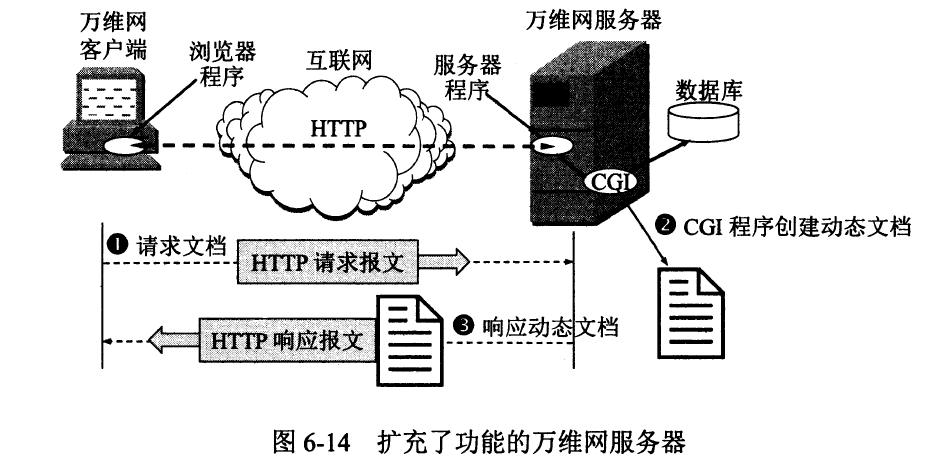 万维网
客户端
浏览器
程序
互联网
服务器
程序
万维网服务器
数据库
HTTP
CGI
❶ 请求文档
HTTP 请求报文
❷ CGI 程序创建动态文档
HTTP 响应报文
❸ 响应动态文档
图 6-14 扩充了功能的万维网服务器